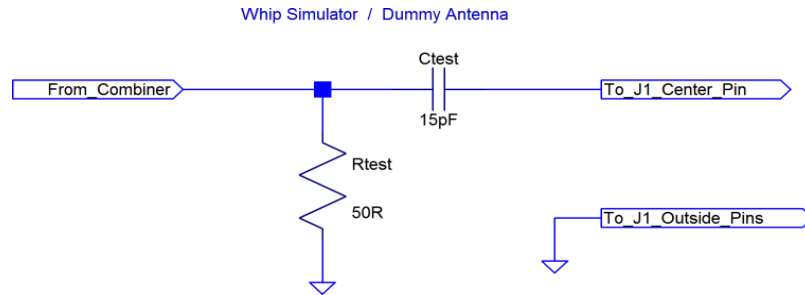 Whip Simulator / Dummy Antenna
Ctest
From_Combiner
To_J1_Center_Pin
15pF
Rtest
50R
To_J1_Outside_Pins